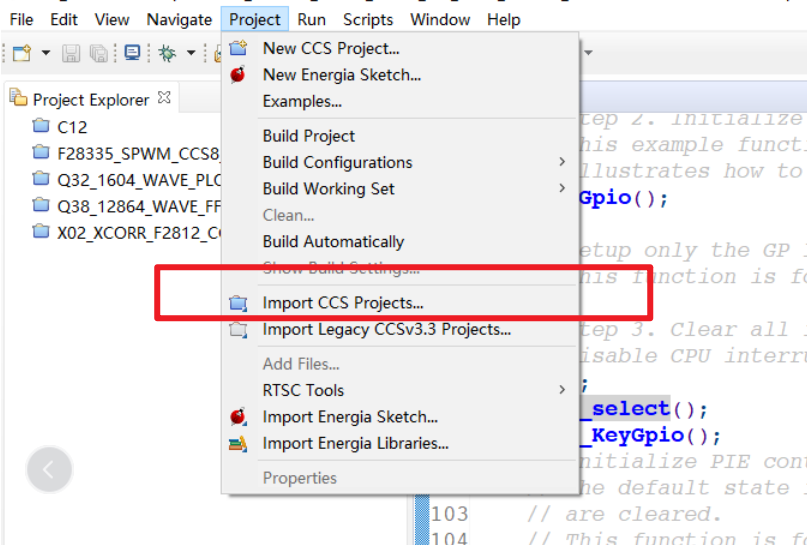 File Edit View Navigate Project Run Scripts Window Help
Project Explorer
C12
F28335_SPWM_CCS8
Q32_1604_WAVE_PLO
Q38_12864_WAVE_FF
X02_XCORR_F2812_C
New CCS Project...
New Energia Sketch...
Examples...
Build Project
Build Configurations
Build Working Set
Clean...
Build Automatically
Show Build Settings...
Import CCS Projects...
Import Legacy CCSv3.3 Projects...
Add Files...
RTSC Tools
Import Energia Sketch...
Import Energia Libraries...
Properties
tep 2. Initialize
his example functi
llustrates how to
Gpio();
etup only the GP I
his function is fo
tep 3. Clear all i
isable CPU interru
;
_select();
_KeyGpio();
nitialize PIE cont
he default state i
103 // are cleared.
104 // This function is fo